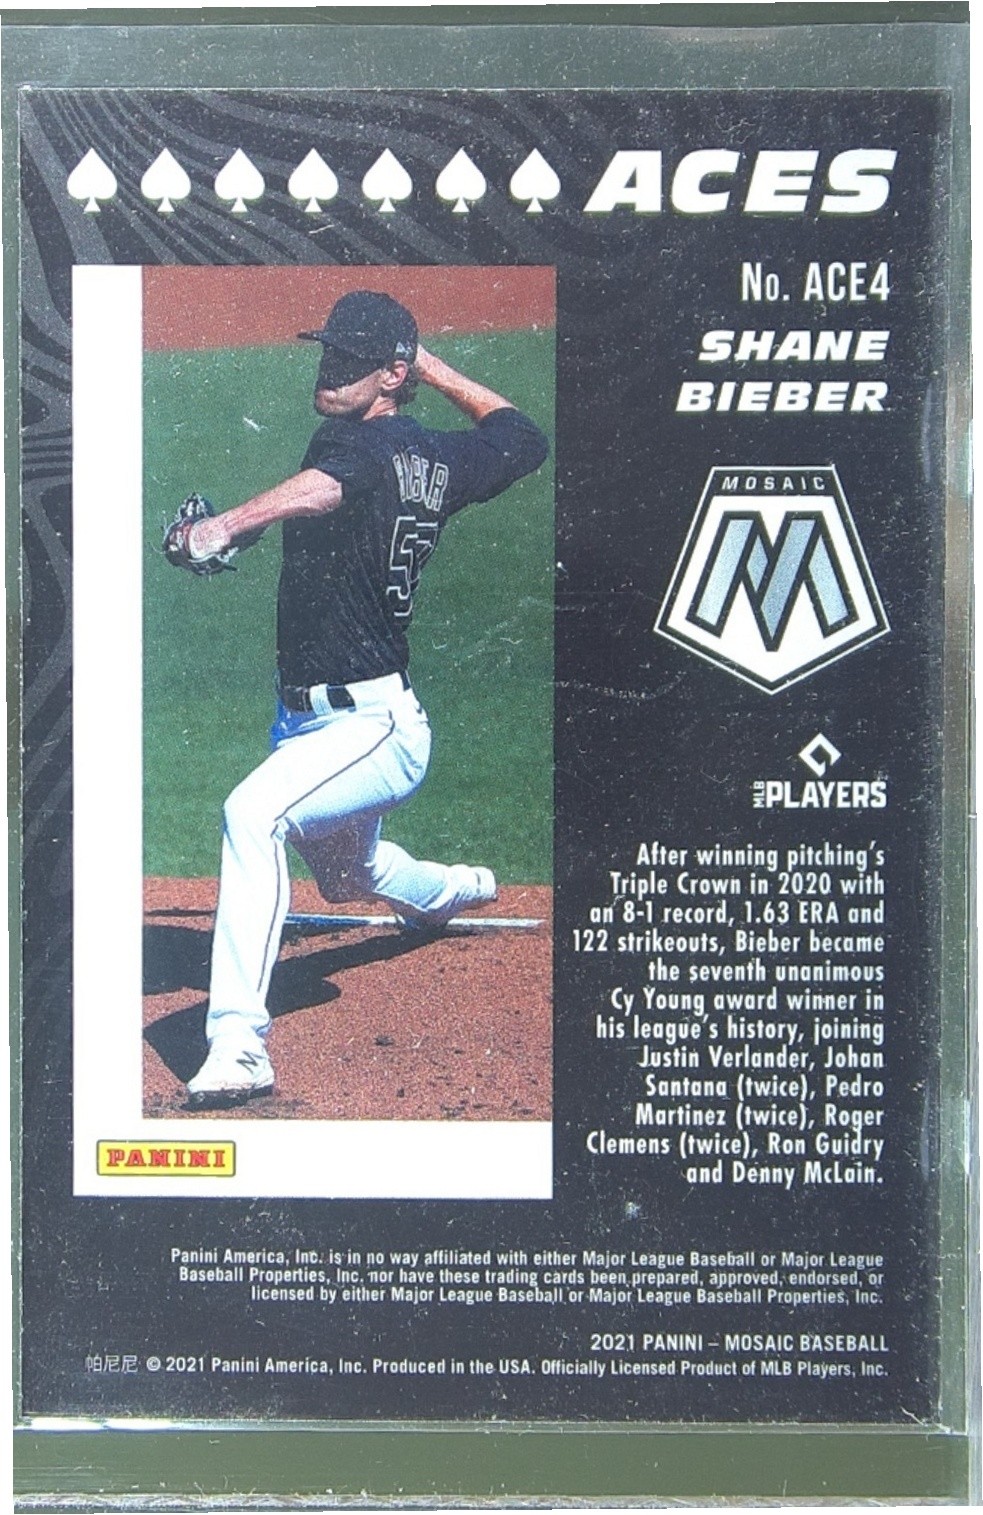 ACES
No. ACE4
SHANE
BIEBER
MOSAIC
M
MLB PLAYERS
After winning pitching's
Triple Crown in 2020 with
an 8-1 record, 1.63 ERA and
122 strikeouts, Bieber became
the seventh unanimous
Cy Young award winner in
his league's history, joining
Justin Verlander, Johan
Santana (twice), Pedro
Martinez (twice), Roger
Clemens (twice), Ron Guidry
and Denny McLain.
PANINI
Panini America, Inc. is in no way affiliated with either Major League Baseball or Major League
Baseball Properties, Inc. nor have these trading cards been prepared, approved, endorsed, or
licensed by either Major League Baseball or Major League Baseball Properties, Inc.
2021 PANINI – MOSAIC BASEBALL
帕尼尼 © 2021 Panini America, Inc. Produced in the USA. Officially Licensed Product of MLB Players, Inc.